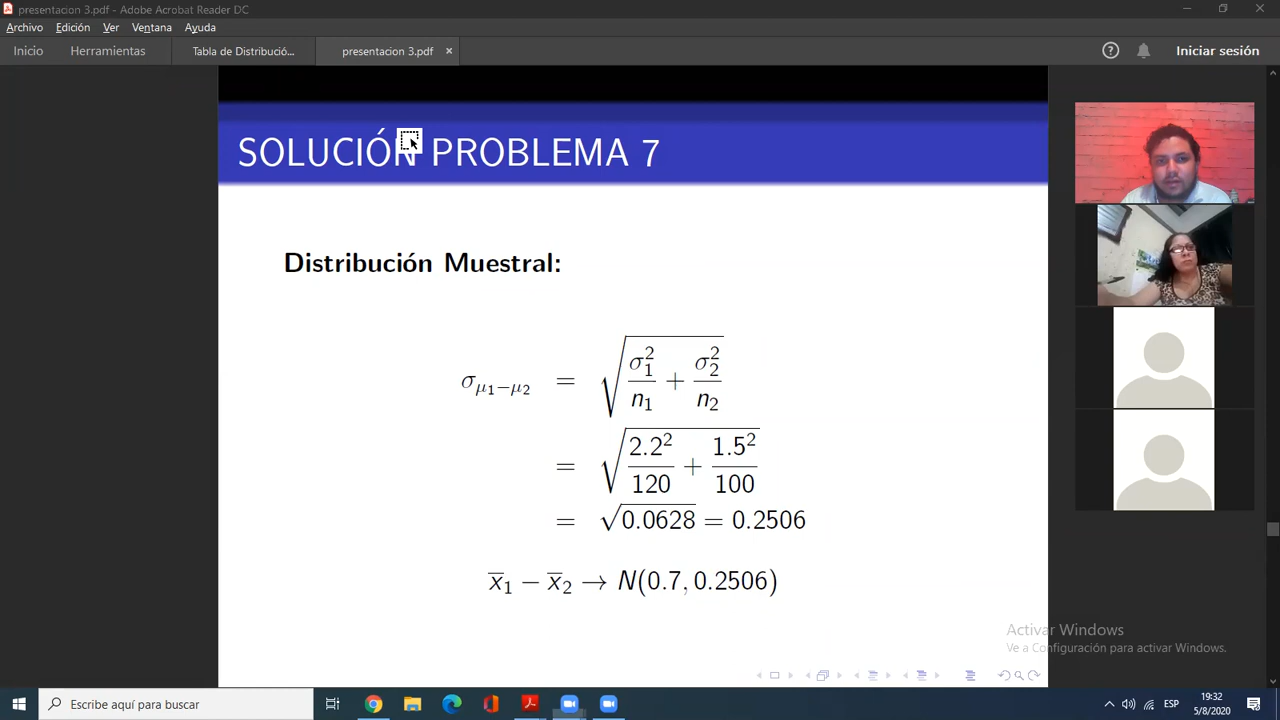 presentacion 3.pdf - Adobe Acrobat Reader DC
Archivo Edición Ver Ventana Ayuda
Inicio Herramientas Tabla de Distribució... presentacion 3.pdf × Iniciar sesión
SOLUCIÓN PROBLEMA 7
Distribución Muestral:
σ_{μ₁−μ₂} = √(σ₁²/n₁ + σ₂²/n₂)
= √(2.2²/120 + 1.5²/100)
= √0.0628 = 0.2506
x̅₁ − x̅₂ → N(0.7, 0.2506)
Activar Windows
Ve a Configuración para activar Windows.
Escribe aquí para buscar
ESP
19:32
5/8/2020